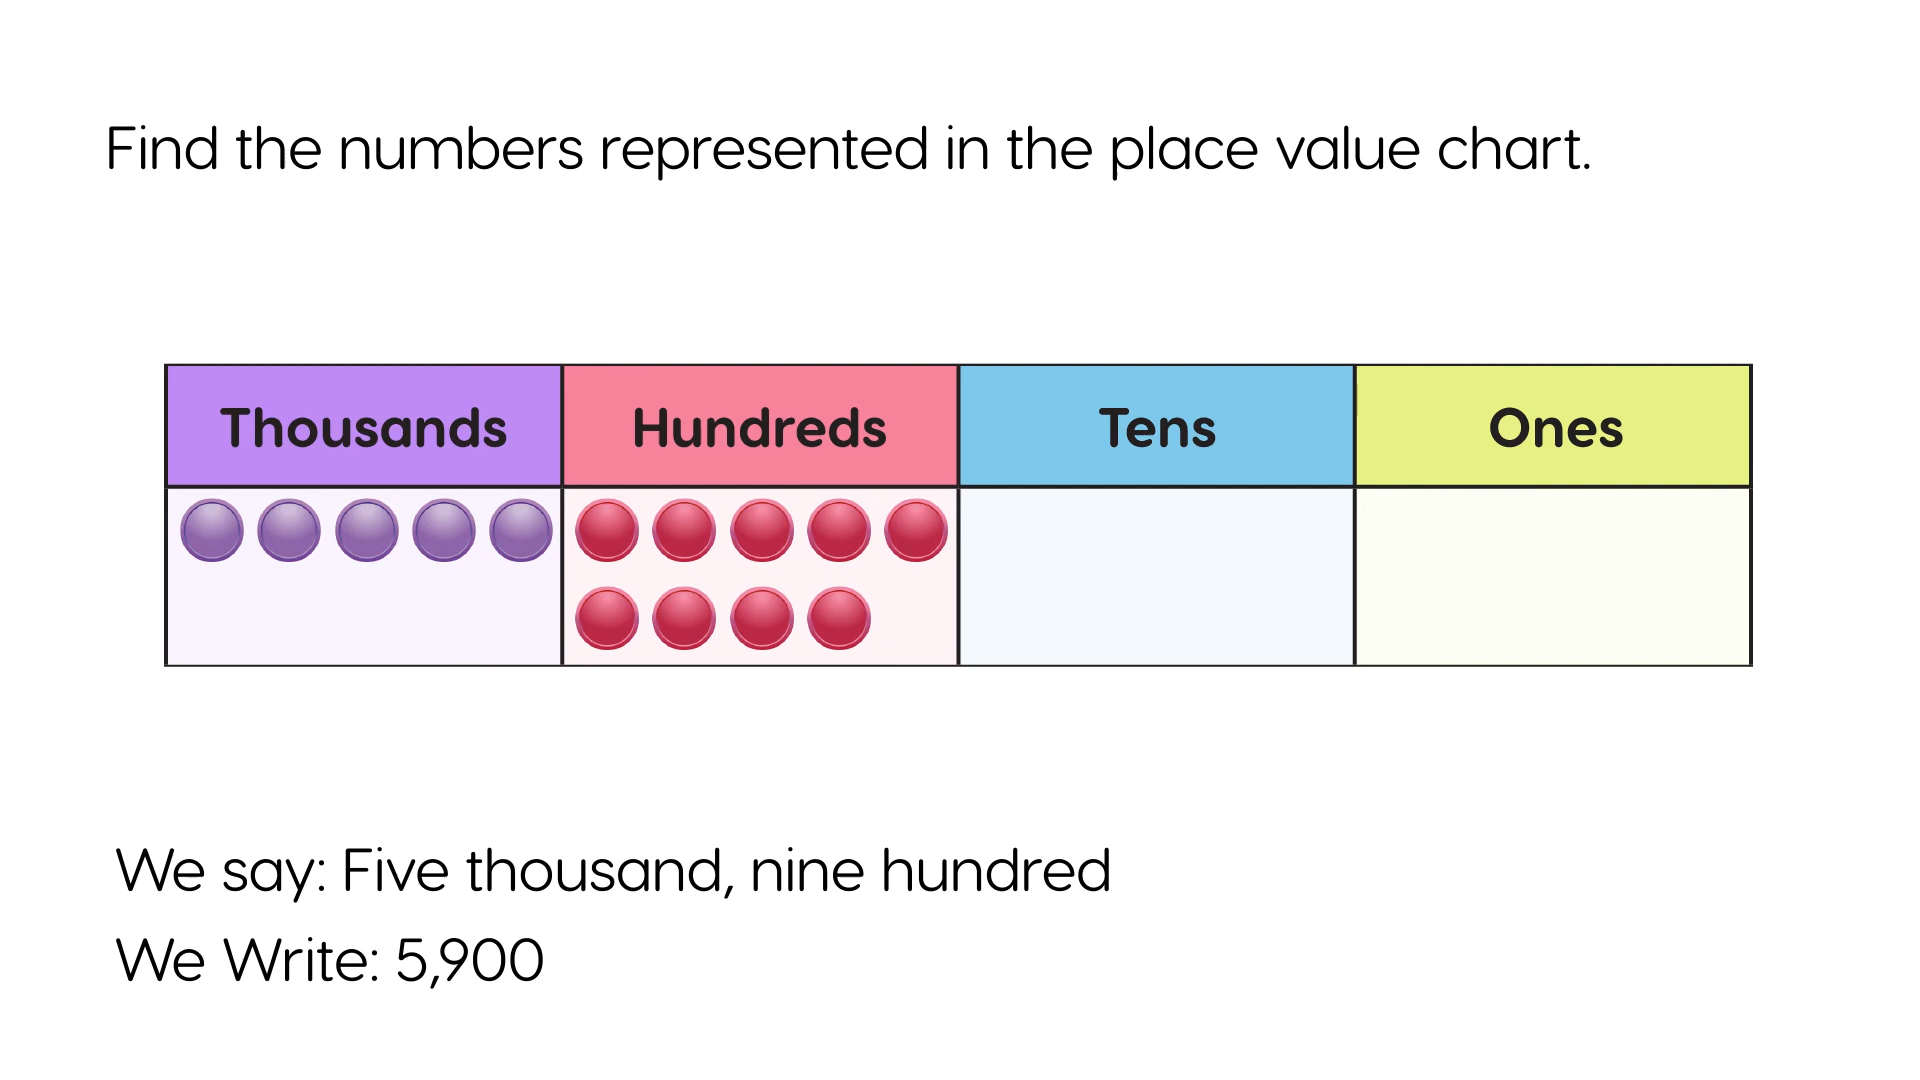 Find the numbers represented in the place value chart.
Thousands Hundreds Tens Ones
We say: Five thousand, nine hundred
We Write: 5,900